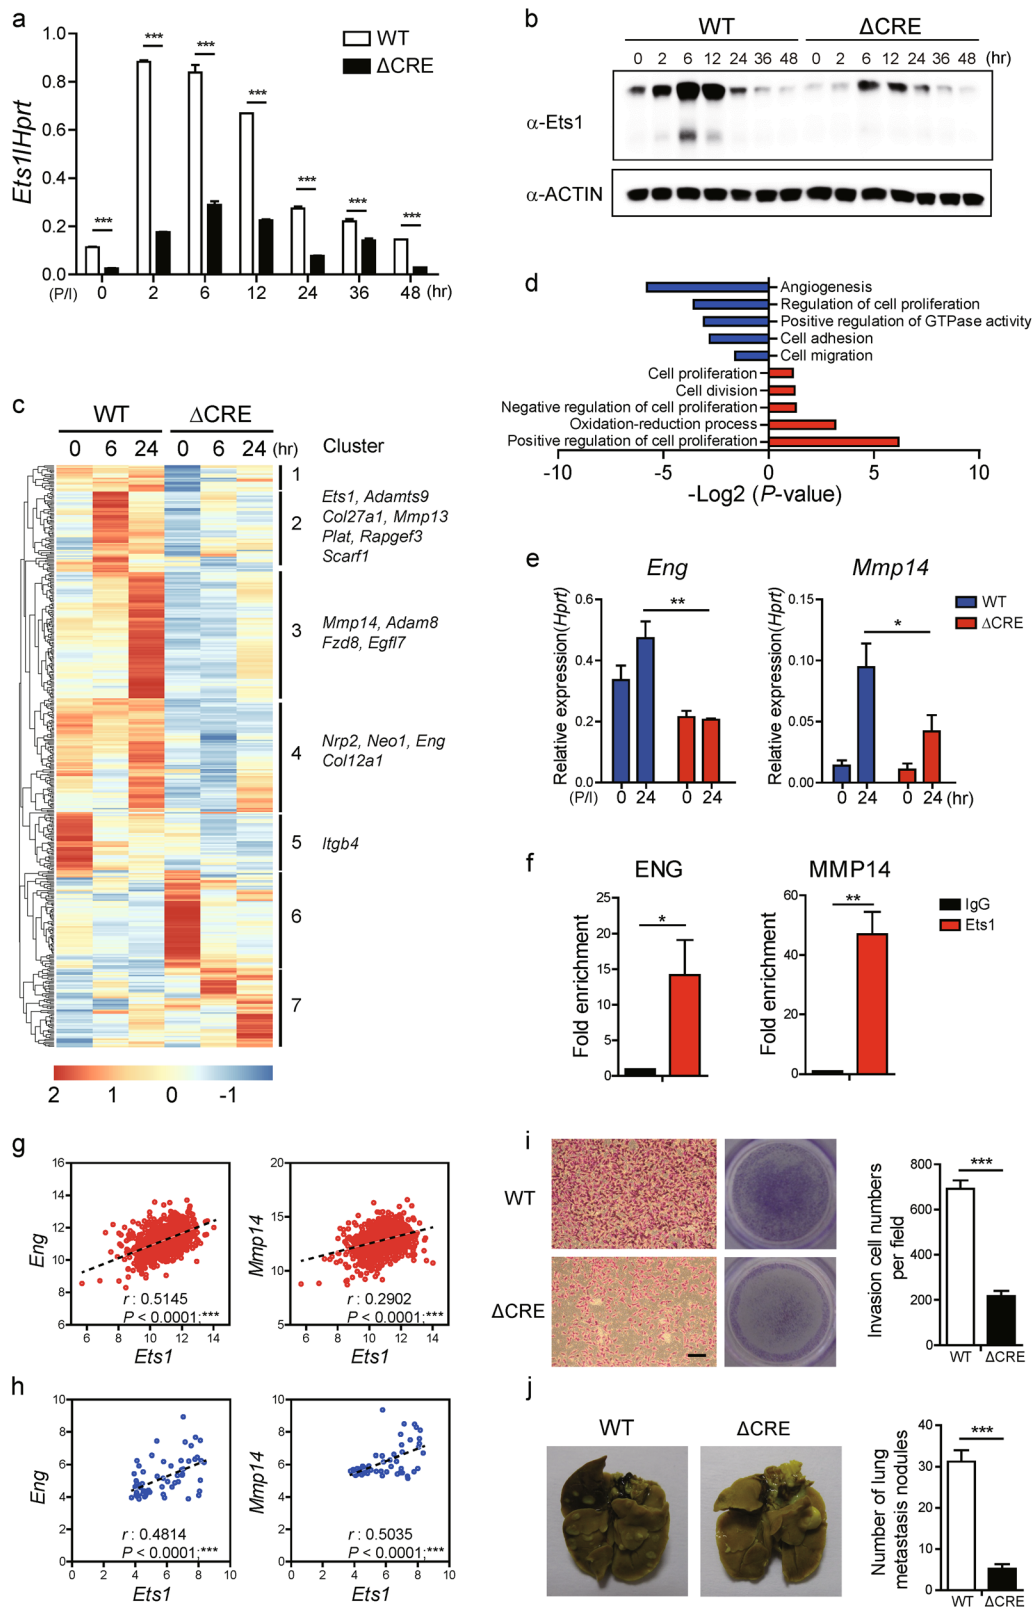 a
1.0
0.8
0.6
0.4
0.2
0.0
Ets1/Hprt
WT
ΔCRE
***
***
***
***
***
***
***
(P/I)
0
2
6
12
24
36
48
(hr)
b
WT
ΔCRE
0 2 6 12 24 36 48 0 2 6 12 24 36 48 (hr)
α-Ets1
α-ACTIN
d
Angiogenesis
Regulation of cell proliferation
Positive regulation of GTPase activity
Cell adhesion
Cell migration
Cell proliferation
Cell division
Negative regulation of cell proliferation
Oxidation-reduction process
Positive regulation of cell proliferation
-10 -5 0 5 10
-Log2 (P-value)
c
WT
ΔCRE
0 6 24 0 6 24 (hr)
Cluster
1
2
Ets1, Adamts9
Col27a1, Mmp13
Plat, Rapgef3
Scarf1
3
Mmp14, Adam8
Fzd8, Egfl7
4
Nrp2, Neo1, Eng
Col12a1
5
Itgb4
6
7
2 1 0 -1
e
Eng
Relative expression(Hprt)
0.6
0.4
0.2
0.0
**
(P/I)
0 24 0 24
Mmp14
Relative expression(Hprt)
0.15
0.10
0.05
0.00
*
0 24 0 24 (hr)
WT
ΔCRE
f
ENG
Fold enrichment
25
20
15
10
5
0
*
MMP14
Fold enrichment
60
40
20
0
**
IgG
Ets1
g
Eng
16
14
12
10
8
6
r : 0.5145
P < 0.0001;***
6 8 10 12 14
Ets1
Mmp14
20
15
10
5
r : 0.2902
P < 0.0001;***
6 8 10 12 14
Ets1
h
Eng
10
8
6
4
2
0
r : 0.4814
P < 0.0001;***
0 2 4 6 8 10
Ets1
Mmp14
10
8
6
4
2
0
r : 0.5035
P < 0.0001;***
0 2 4 6 8 10
Ets1
i
WT
ΔCRE
Invasion cell numbers
per field
800
600
400
200
0
***
WT ΔCRE
j
WT
ΔCRE
Number of lung
metastasis nodules
40
30
20
10
0
***
WT ΔCRE